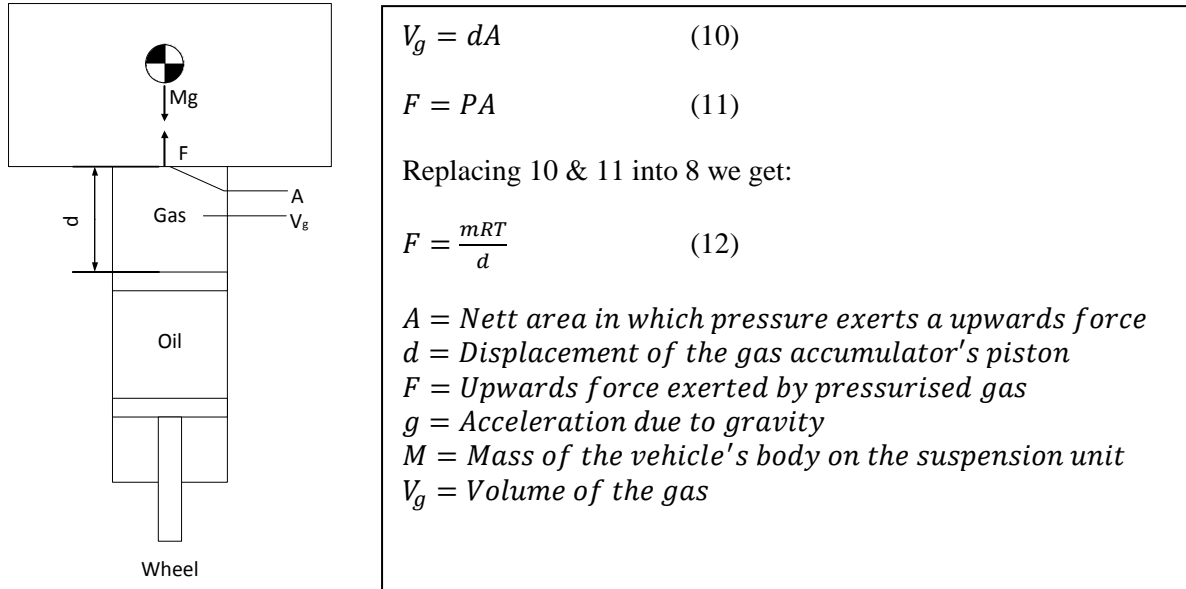 Mg
F
A
Gas
V₉
d
Oil
Wheel
V_g = dA (10)
F = PA (11)
Replacing 10 & 11 into 8 we get:
F = mRT/d (12)
A = Nett area in which pressure exerts a upwards force
d = Displacement of the gas accumulator's piston
F = Upwards force exerted by pressurised gas
g = Acceleration due to gravity
M = Mass of the vehicle's body on the suspension unit
V_g = Volume of the gas